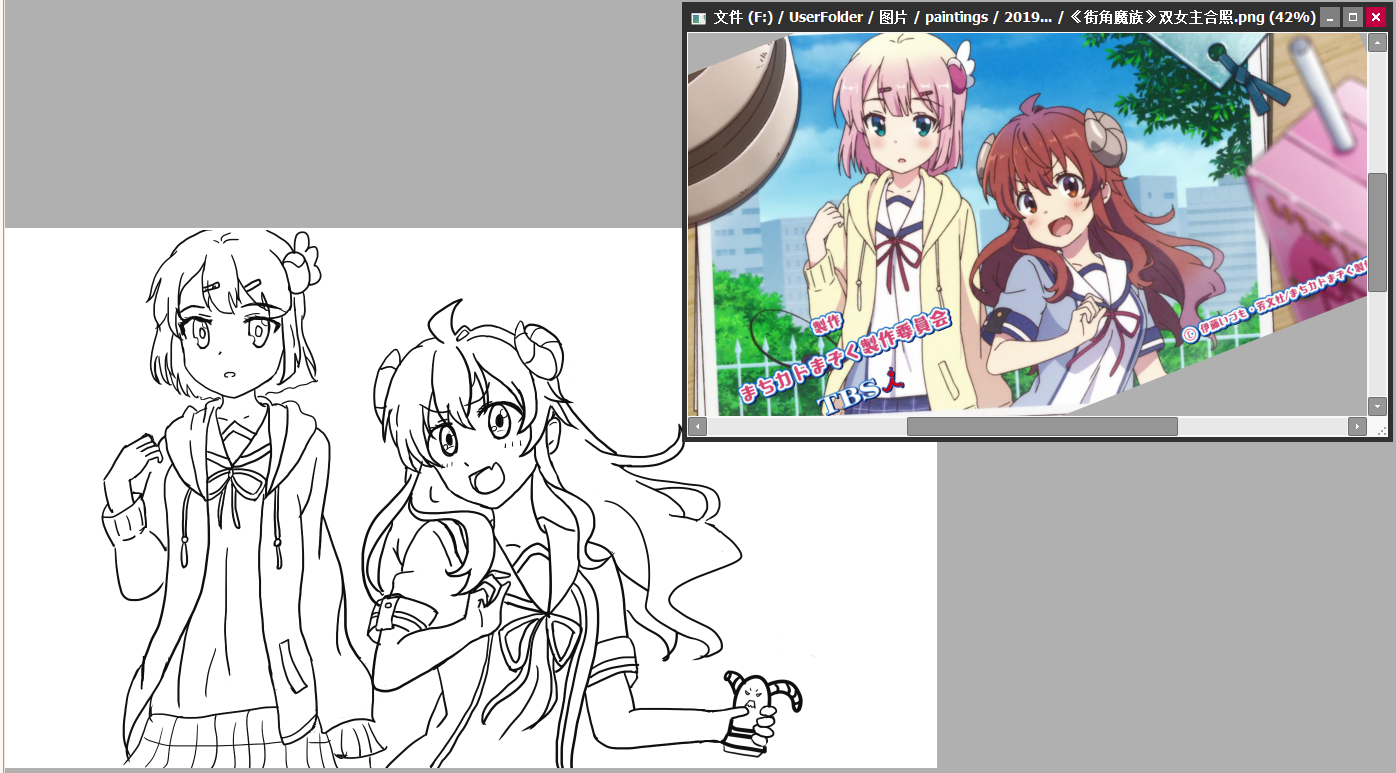 文件 (F:) / UserFolder / 图片 / paintings / 2019... / 《街角魔族》双女主合照.png (42%)
製作
まちカドまぞく製作委員会
TBS
© 伊藤いづも・芳文社/まちカドまぞく製作